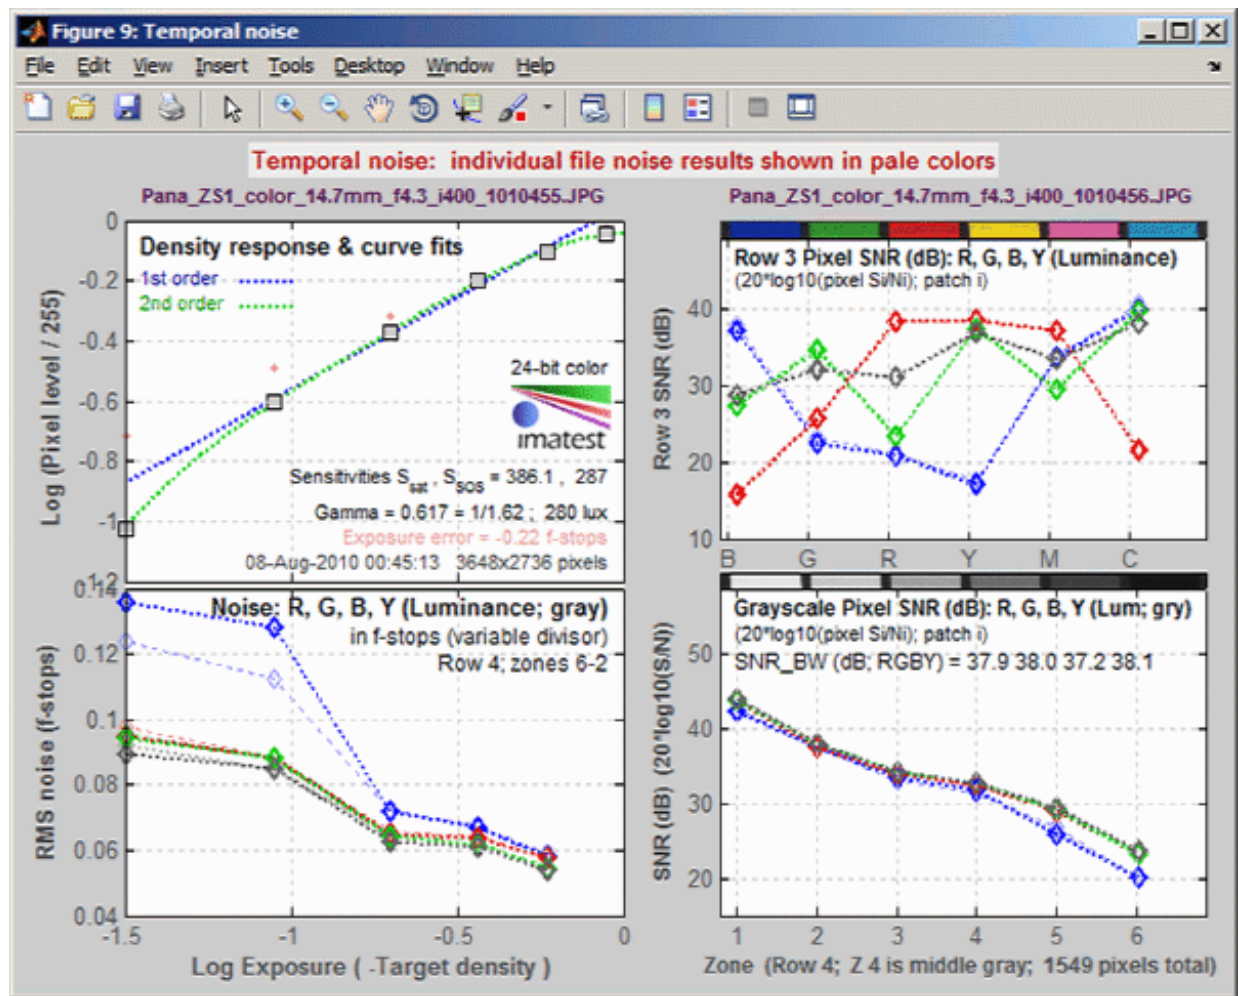 Figure 9: Temporal noise
File Edit View Insert Tools Desktop Window Help
Temporal noise: individual file noise results shown in pale colors
Pana_ZS1_color_14.7mm_f4.3_i400_1010455.JPG
0
-0.2
-0.4
-0.6
-0.8
-1
-1.2
Log (Pixel level / 255)
Density response & curve fits
1st order
2nd order
24-bit color
imatest
Sensitivities S_sat, S_SOS = 386.1 , 287
Gamma = 0.617 = 1/1.62 ; 280 lux
Exposure error = -0.22 f-stops
08-Aug-2010 00:45:13 3648x2736 pixels
Pana_ZS1_color_14.7mm_f4.3_i400_1010456.JPG
Row 3 Pixel SNR (dB): R, G, B, Y (Luminance)
(20*log10(pixel Si/Ni); patch i)
40
30
20
10
Row 3 SNR (dB)
B G R Y M C
0.14
0.12
0.1
0.08
0.06
0.04
RMS noise (f-stops)
Noise: R, G, B, Y (Luminance; gray)
in f-stops (variable divisor)
Row 4; zones 6-2
-1.5 -1 -0.5 0
Log Exposure ( -Target density )
Grayscale Pixel SNR (dB): R, G, B, Y (Lum; gry)
(20*log10(pixel Si/Ni); patch i)
SNR_BW (dB; RGBY) = 37.9 38.0 37.2 38.1
50
40
30
20
SNR (dB) (20*log10(S/N))
1 2 3 4 5 6
Zone (Row 4; Z 4 is middle gray; 1549 pixels total)